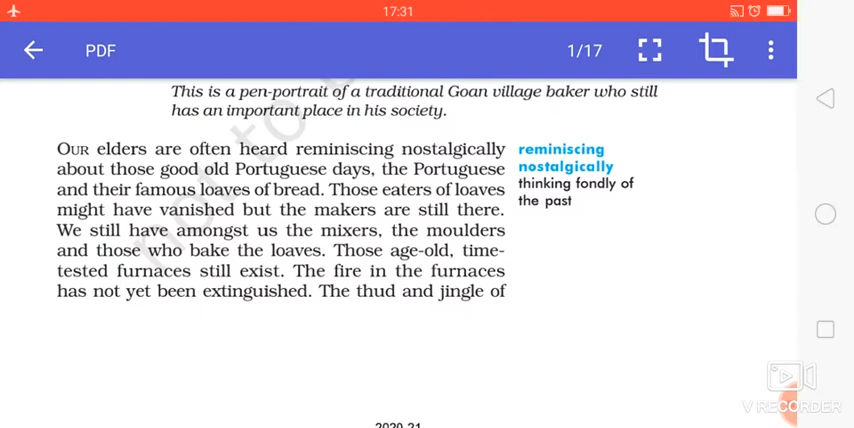 17:31
PDF
1/17
This is a pen-portrait of a traditional Goan village baker who still
has an important place in his society.
OUR elders are often heard reminiscing nostalgically
about those good old Portuguese days, the Portuguese
and their famous loaves of bread. Those eaters of loaves
might have vanished but the makers are still there.
We still have amongst us the mixers, the moulders
and those who bake the loaves. Those age-old, time-
tested furnaces still exist. The fire in the furnaces
has not yet been extinguished. The thud and jingle of
reminiscing
nostalgically
thinking fondly of
the past
not to
2020-21
V RECORDER